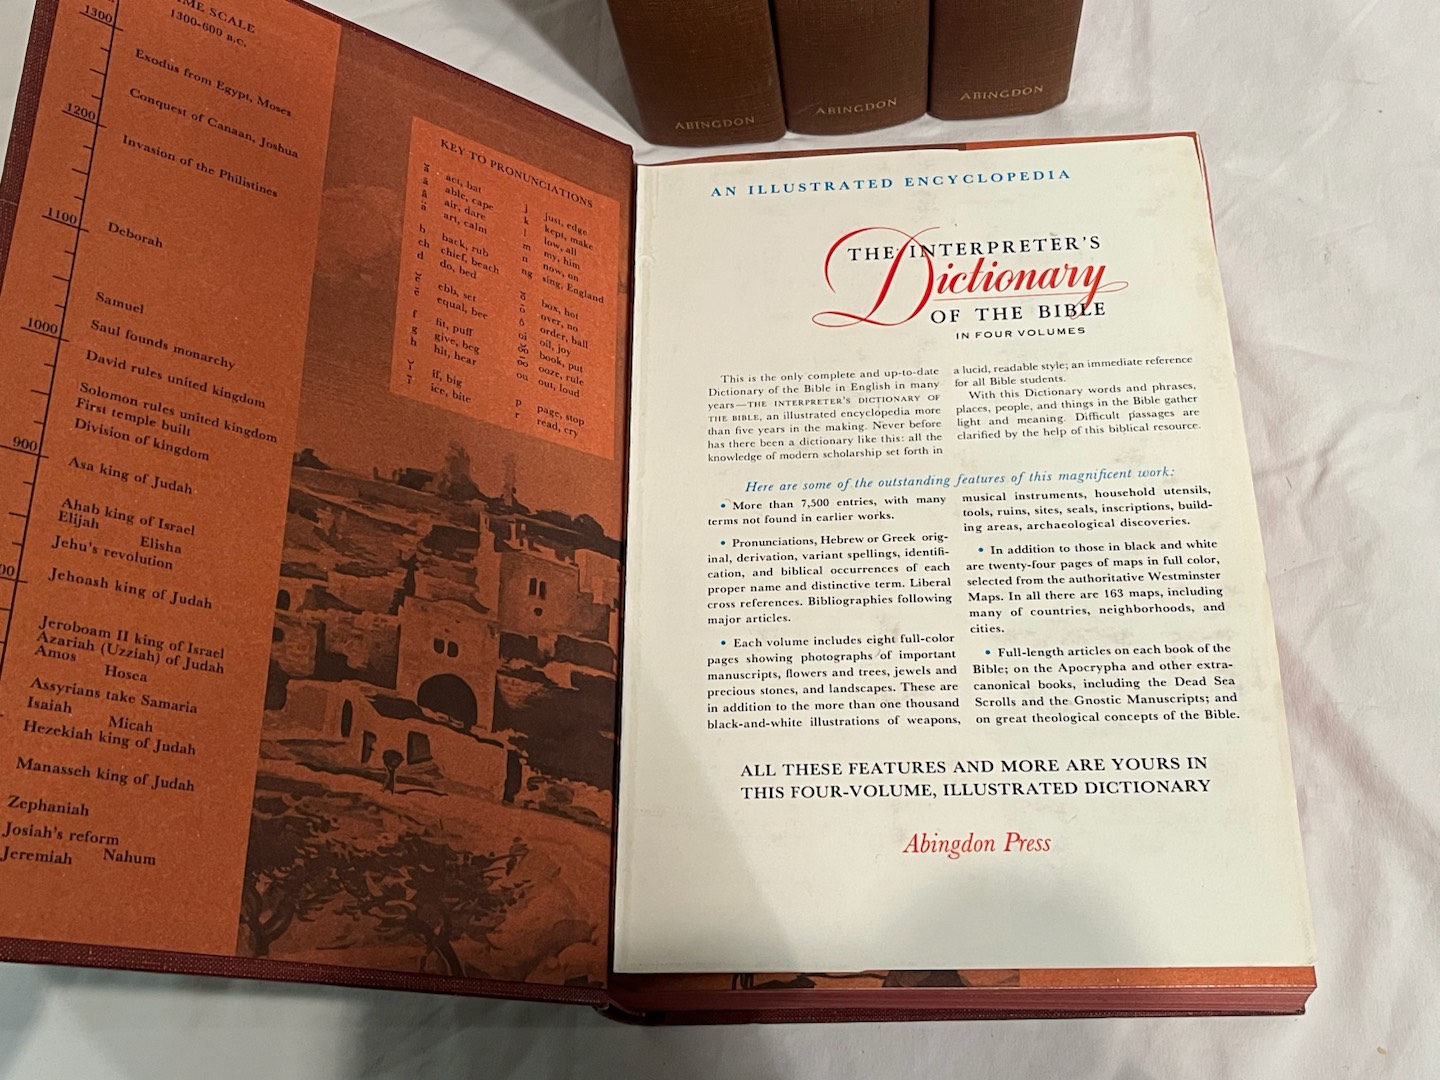 TIME SCALE
1300-600 B.C.
1300
Exodus from Egypt, Moses
Conquest of Canaan, Joshua
1200
Invasion of the Philistines
1100
Deborah
Samuel
1000
Saul founds monarchy
David rules united kingdom
Solomon rules united kingdom
First temple built
Division of kingdom
900
Asa king of Judah
Ahab king of Israel
Elijah
Elisha
Jehu's revolution
Jehoash king of Judah
Jeroboam II king of Israel
Azariah (Uzziah) of Judah
Amos
Hosea
Assyrians take Samaria
Isaiah Micah
Hezekiah king of Judah
Manasseh king of Judah
Zephaniah
Josiah's reform
Jeremiah Nahum
KEY TO PRONUNCIATIONS
ă act, bat
ā able, cape
air, dare
art, calm
b back, rub
ch chief, beach
d do, bed
ĕ ebb, set
ē equal, bee
f fit, puff
g give, beg
h hit, hear
ĭ if, big
ī ice, bite
j just, edge
k kept, make
l low, all
m my, him
n now, on
ng sing, England
ŏ box, hot
ō over, no
ô order, ball
oi oil, joy
o͝o book, put
o͞o ooze, rule
ou out, loud
p page, stop
r read, cry
ABINGDON
ABINGDON
ABINGDON
AN ILLUSTRATED ENCYCLOPEDIA
THE INTERPRETER'S
Dictionary
OF THE BIBLE
IN FOUR VOLUMES
This is the only complete and up-to-date
Dictionary of the Bible in English in many
years—THE INTERPRETER'S DICTIONARY OF
THE BIBLE, an illustrated encyclopedia more
than five years in the making. Never before
has there been a dictionary like this: all the
knowledge of modern scholarship set forth in
a lucid, readable style; an immediate reference
for all Bible students.
With this Dictionary words and phrases,
places, people, and things in the Bible gather
light and meaning. Difficult passages are
clarified by the help of this biblical resource.
Here are some of the outstanding features of this magnificent work:
• More than 7,500 entries, with many
terms not found in earlier works.
• Pronunciations, Hebrew or Greek orig-
inal, derivation, variant spellings, identifi-
cation, and biblical occurrences of each
proper name and distinctive term. Liberal
cross references. Bibliographies following
major articles.
• Each volume includes eight full-color
pages showing photographs of important
manuscripts, flowers and trees, jewels and
precious stones, and landscapes. These are
in addition to the more than one thousand
black-and-white illustrations of weapons,
musical instruments, household utensils,
tools, ruins, sites, seals, inscriptions, build-
ing areas, archaeological discoveries.
• In addition to those in black and white
are twenty-four pages of maps in full color,
selected from the authoritative Westminster
Maps. In all there are 163 maps, including
many of countries, neighborhoods, and
cities.
• Full-length articles on each book of the
Bible; on the Apocrypha and other extra-
canonical books, including the Dead Sea
Scrolls and the Gnostic Manuscripts; and
on great theological concepts of the Bible.
ALL THESE FEATURES AND MORE ARE YOURS IN
THIS FOUR-VOLUME, ILLUSTRATED DICTIONARY
Abingdon Press